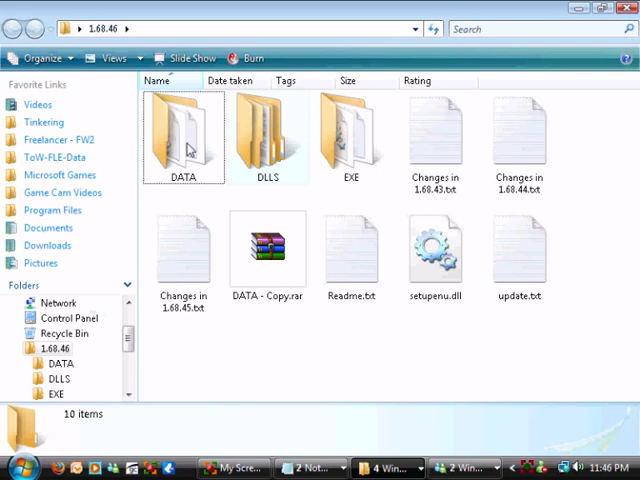 1.68.46
Search
Organize
Views
Slide Show
Burn
Favorite Links
Videos
Tinkering
Freelancer - FW2
ToW-FLE-Data
Microsoft Games
Game Cam Videos
Program Files
Documents
Downloads
Pictures
Folders
Network
Control Panel
Recycle Bin
1.68.46
DATA
DLLS
EXE
Name
Date taken
Tags
Size
Rating
DATA
DLLS
EXE
Changes in
1.68.43.txt
Changes in
1.68.44.txt
Changes in
1.68.45.txt
DATA - Copy.rar
Readme.txt
setupenu.dll
update.txt
10 items
My Scre...
2 Not...
4 Win...
2 Win...
11:46 PM